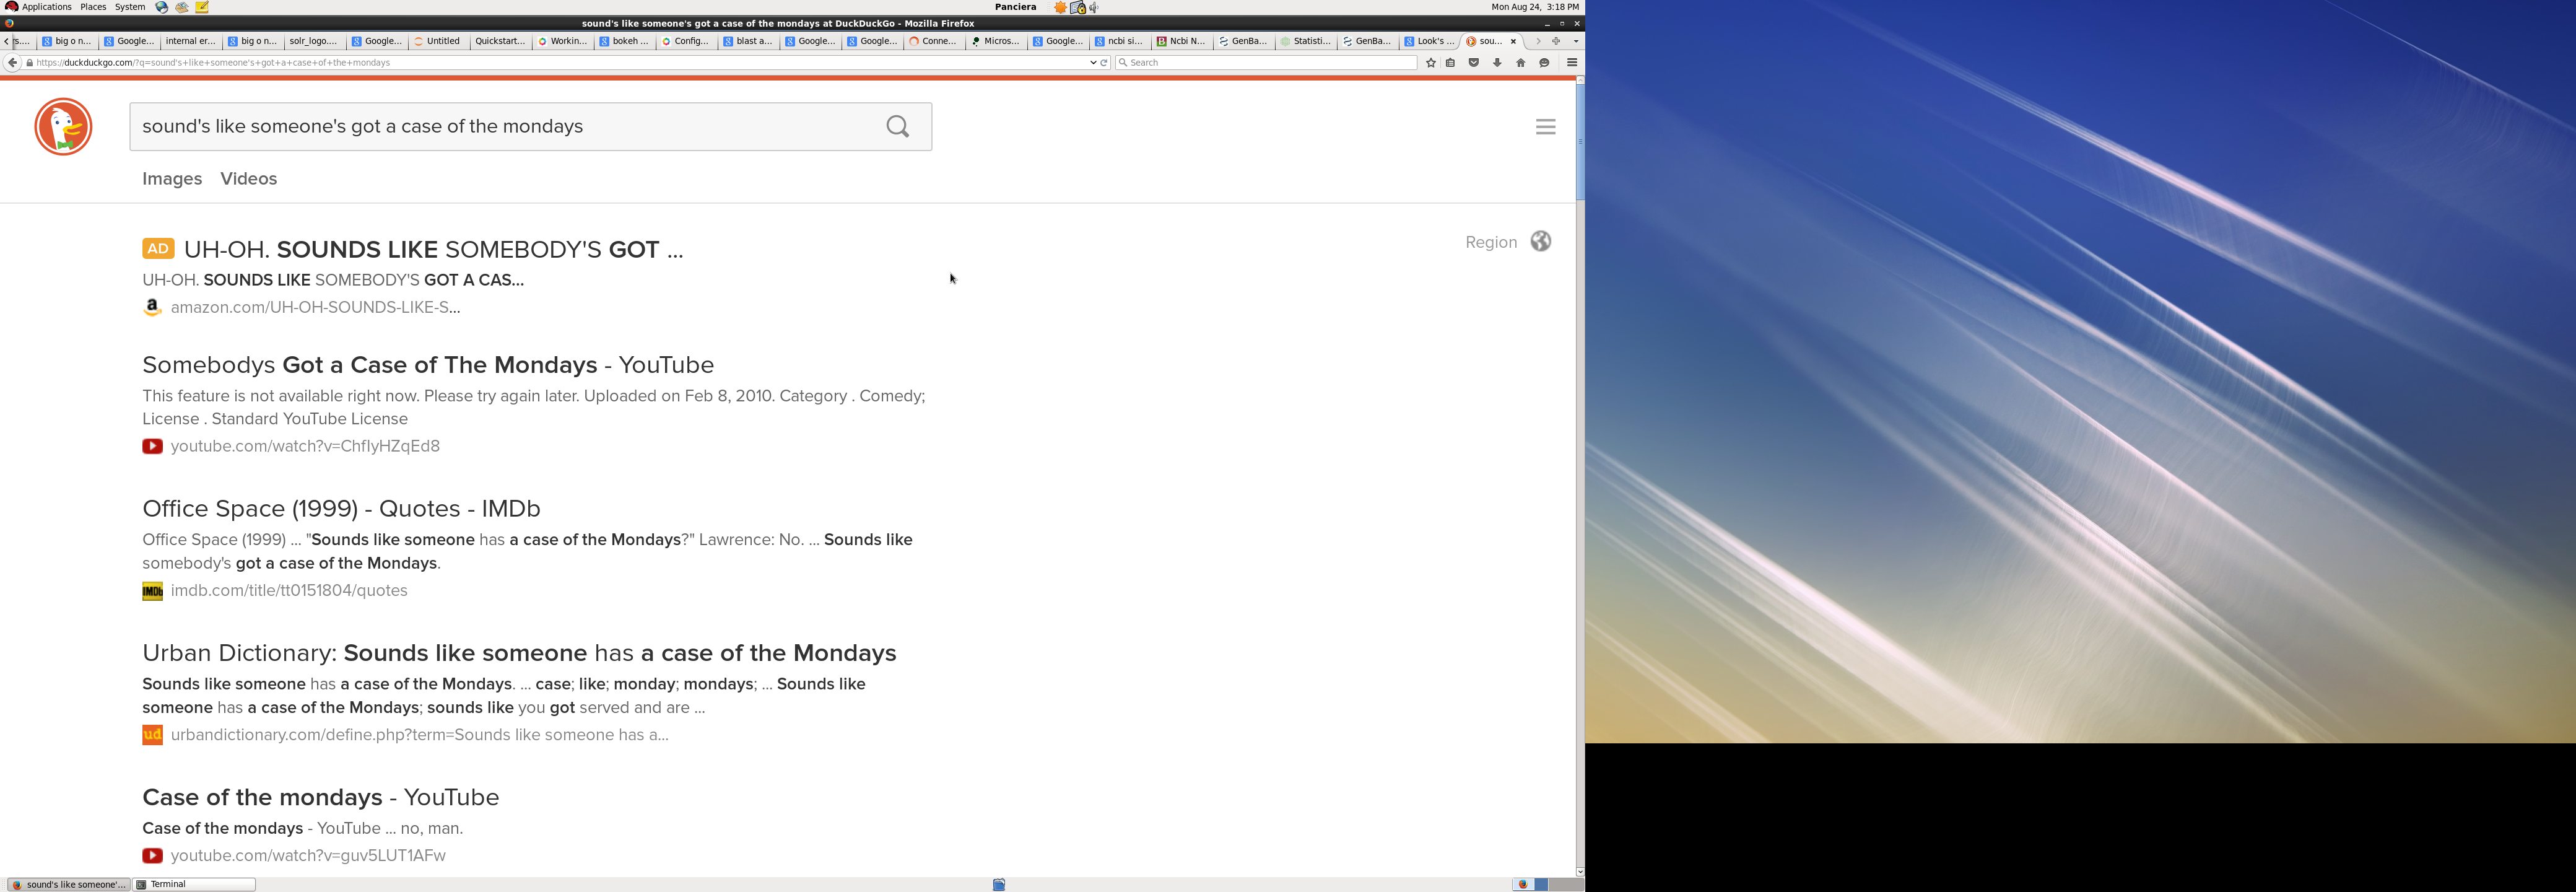 Applications Places System
Panciera
Mon Aug 24, 3:18 PM
sound's like someone's got a case of the mondays at DuckDuckGo - Mozilla Firefox
s.... big o n... Google... internal er... big o n... solr_logo.... Google... Untitled Quickstart... Workin... bokeh ... Config... blast a... Google... Google... Conne... Micros... Google... ncbi si... Ncbi N... GenBa... Statisti... GenBa... Look's ... sou...
https://duckduckgo.com/?q=sound's+like+someone's+got+a+case+of+the+mondays
Search
sound's like someone's got a case of the mondays
Images Videos
Region
AD UH-OH. SOUNDS LIKE SOMEBODY'S GOT ...
UH-OH. SOUNDS LIKE SOMEBODY'S GOT A CAS...
amazon.com/UH-OH-SOUNDS-LIKE-S...
Somebodys Got a Case of The Mondays - YouTube
This feature is not available right now. Please try again later. Uploaded on Feb 8, 2010. Category . Comedy;
License . Standard YouTube License
youtube.com/watch?v=ChfIyHZqEd8
Office Space (1999) - Quotes - IMDb
Office Space (1999) ... "Sounds like someone has a case of the Mondays?" Lawrence: No. ... Sounds like
somebody's got a case of the Mondays.
IMDb imdb.com/title/tt0151804/quotes
Urban Dictionary: Sounds like someone has a case of the Mondays
Sounds like someone has a case of the Mondays. ... case; like; monday; mondays; ... Sounds like
someone has a case of the Mondays; sounds like you got served and are ...
ud urbandictionary.com/define.php?term=Sounds like someone has a...
Case of the mondays - YouTube
Case of the mondays - YouTube ... no, man.
youtube.com/watch?v=guv5LUT1AFw
sound's like someone'... Terminal